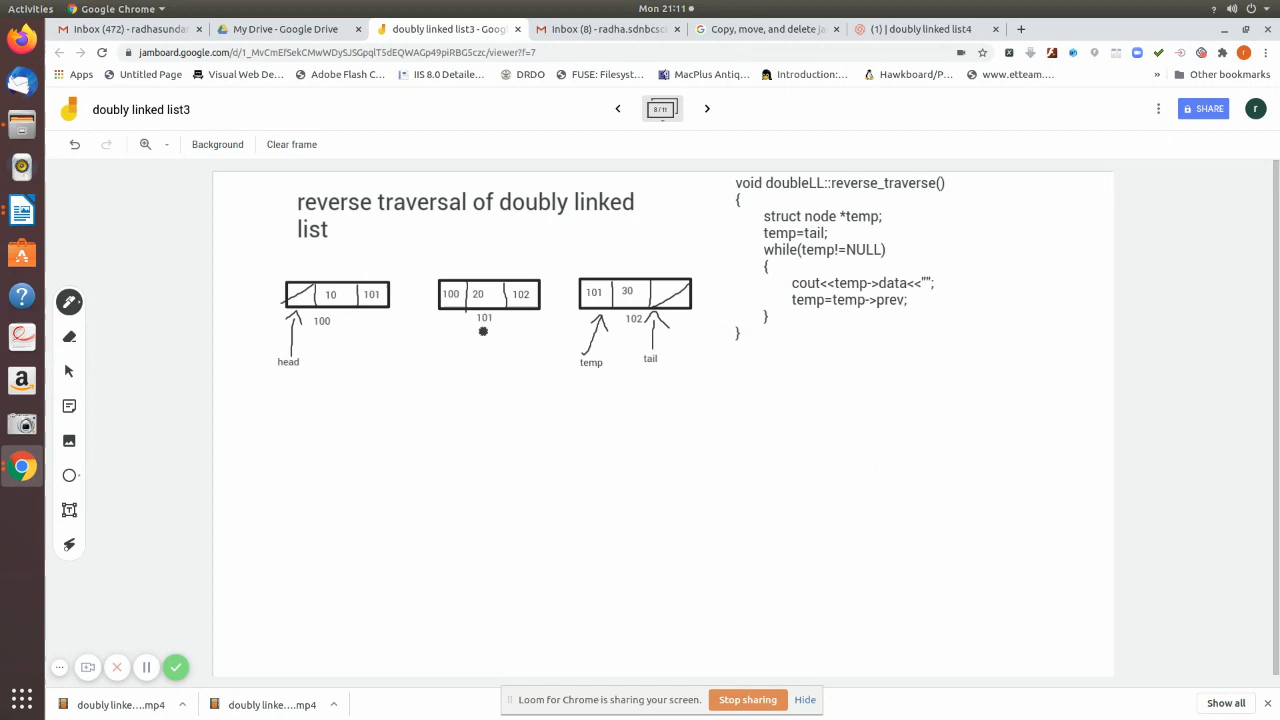 Activities
Google Chrome
Mon 21:11
Inbox (472) - radhasundar
My Drive - Google Drive
doubly linked list3 - Goog
Inbox (8) - radha.sdnbcsc
Copy, move, and delete ja
(1) | doubly linked list4
jamboard.google.com/d/1_MvCmEfSekCMwWDySJSGpqlT5dEQWAGp49piRBGSczc/viewer?f=7
Apps
Untitled Page
Visual Web De...
Adobe Flash C...
IIS 8.0 Detaile...
DRDO
FUSE: Filesyst...
MacPlus Antiq...
Introduction:...
Hawkboard/P...
www.etteam....
»
Other bookmarks
doubly linked list3
8 / 11
SHARE
r
Background
Clear frame
reverse traversal of doubly linked
list
10 101
100
head
100 20 102
101
101 30
102
temp
tail
void doubleLL::reverse_traverse()
{
struct node *temp;
temp=tail;
while(temp!=NULL)
{
cout<<temp->data<<"";
temp=temp->prev;
}
}
Loom for Chrome is sharing your screen.
Stop sharing
Hide
doubly linke....mp4
doubly linke....mp4
Show all